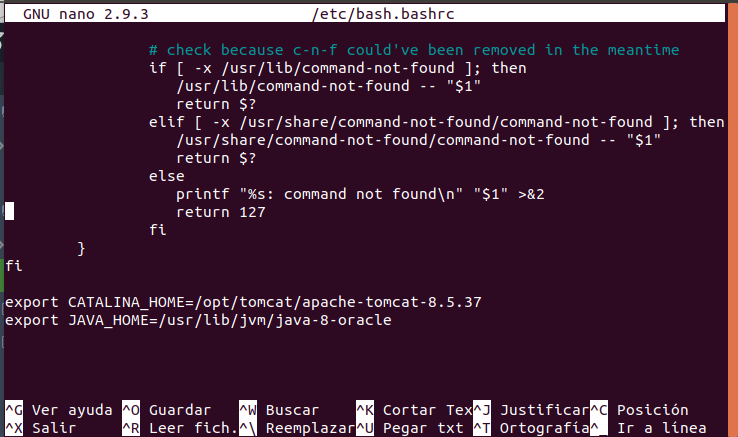 GNU nano 2.9.3 /etc/bash.bashrc
# check because c-n-f could've been removed in the meantime
if [ -x /usr/lib/command-not-found ]; then
/usr/lib/command-not-found -- "$1"
return $?
elif [ -x /usr/share/command-not-found/command-not-found ]; then
/usr/share/command-not-found/command-not-found -- "$1"
return $?
else
printf "%s: command not found\n" "$1" >&2
return 127
fi
}
fi
export CATALINA_HOME=/opt/tomcat/apache-tomcat-8.5.37
export JAVA_HOME=/usr/lib/jvm/java-8-oracle
^G Ver ayuda ^O Guardar ^W Buscar ^K Cortar Tex^J Justificar^C Posición
^X Salir ^R Leer fich.^\ Reemplazar^U Pegar txt ^T Ortografía^_ Ir a línea